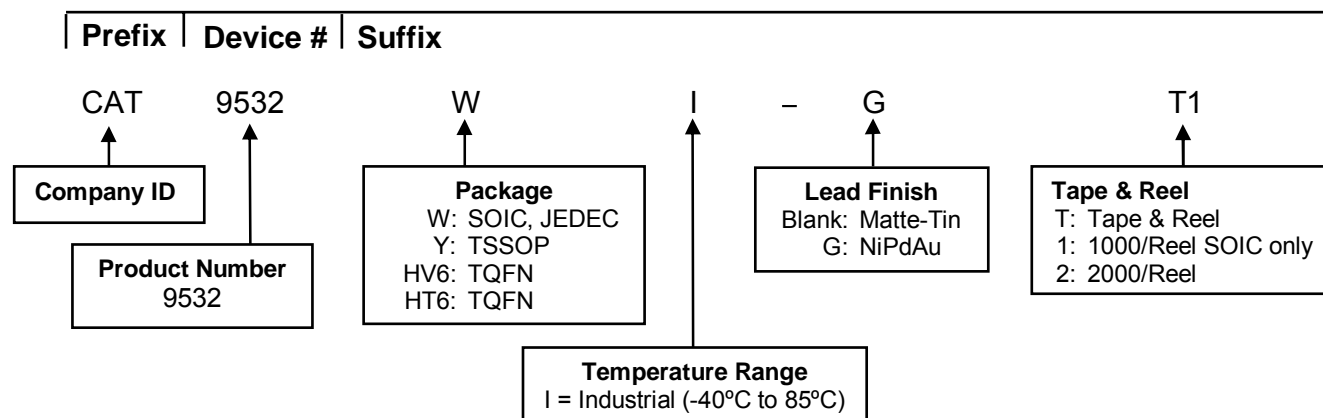 Prefix Device # Suffix
CAT 9532 W I – G T1
Company ID
Product Number
9532
Package
W: SOIC, JEDEC
Y: TSSOP
HV6: TQFN
HT6: TQFN
Lead Finish
Blank: Matte-Tin
G: NiPdAu
Tape & Reel
T: Tape & Reel
1: 1000/Reel SOIC only
2: 2000/Reel
Temperature Range
I = Industrial (-40ºC to 85ºC)